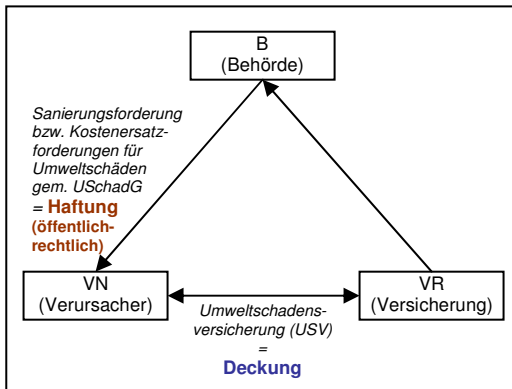 B
(Behörde)
Sanierungsforderung
bzw. Kostenersatz-
forderungen für
Umweltschäden
gem. USchadG
= Haftung
(öffentlich-
rechtlich)
VN
(Verursacher)
VR
(Versicherung)
Umweltschadens-
versicherung (USV)
=
Deckung